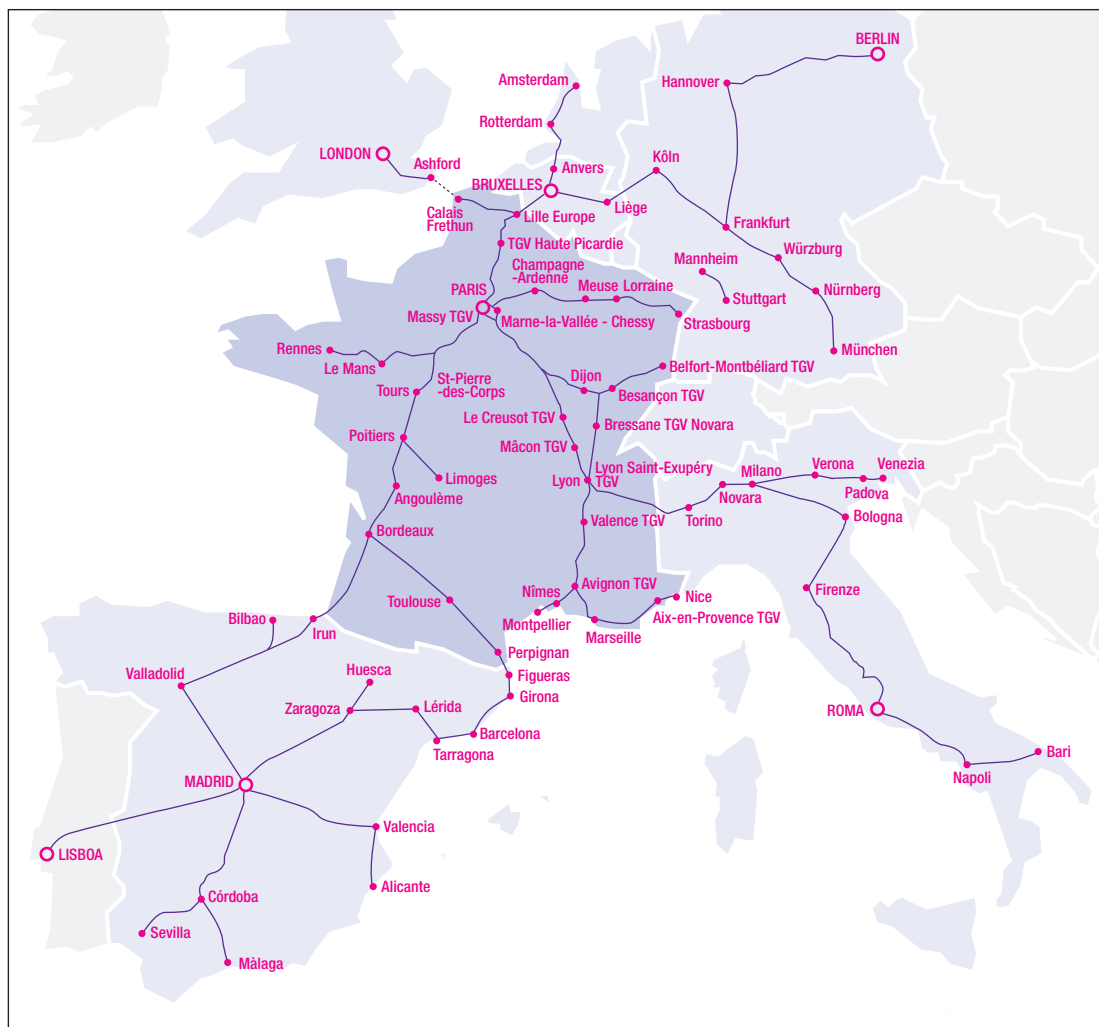 BERLIN
Hannover
Amsterdam
Rotterdam
LONDON
Ashford
Köln
Anvers
BRUXELLES
Liège
Calais
Frethun
Lille Europe
Frankfurt
TGV Haute Picardie
Würzburg
Mannheim
Champagne
-Ardenne
Meuse Lorraine
PARIS
Nürnberg
Stuttgart
Massy TGV
Marne-la-Vallée - Chessy
Strasbourg
Rennes
München
Le Mans
Belfort-Montbéliard TGV
St-Pierre
-des-Corps
Dijon
Tours
Besançon TGV
Le Creusot TGV
Bressane TGV Novara
Poitiers
Mâcon TGV
Lyon Saint-Exupéry
TGV
Lyon
Limoges
Milano
Verona
Venezia
Novara
Padova
Angoulème
Torino
Bologna
Valence TGV
Bordeaux
Avignon TGV
Firenze
Nîmes
Nice
Toulouse
Montpellier
Aix-en-Provence TGV
Marseille
Bilbao
Irun
Perpignan
Valladolid
Huesca
Figueras
Girona
Zaragoza
Lérida
ROMA
Barcelona
Tarragona
Bari
Napoli
MADRID
Valencia
LISBOA
Alicante
Córdoba
Sevilla
Màlaga